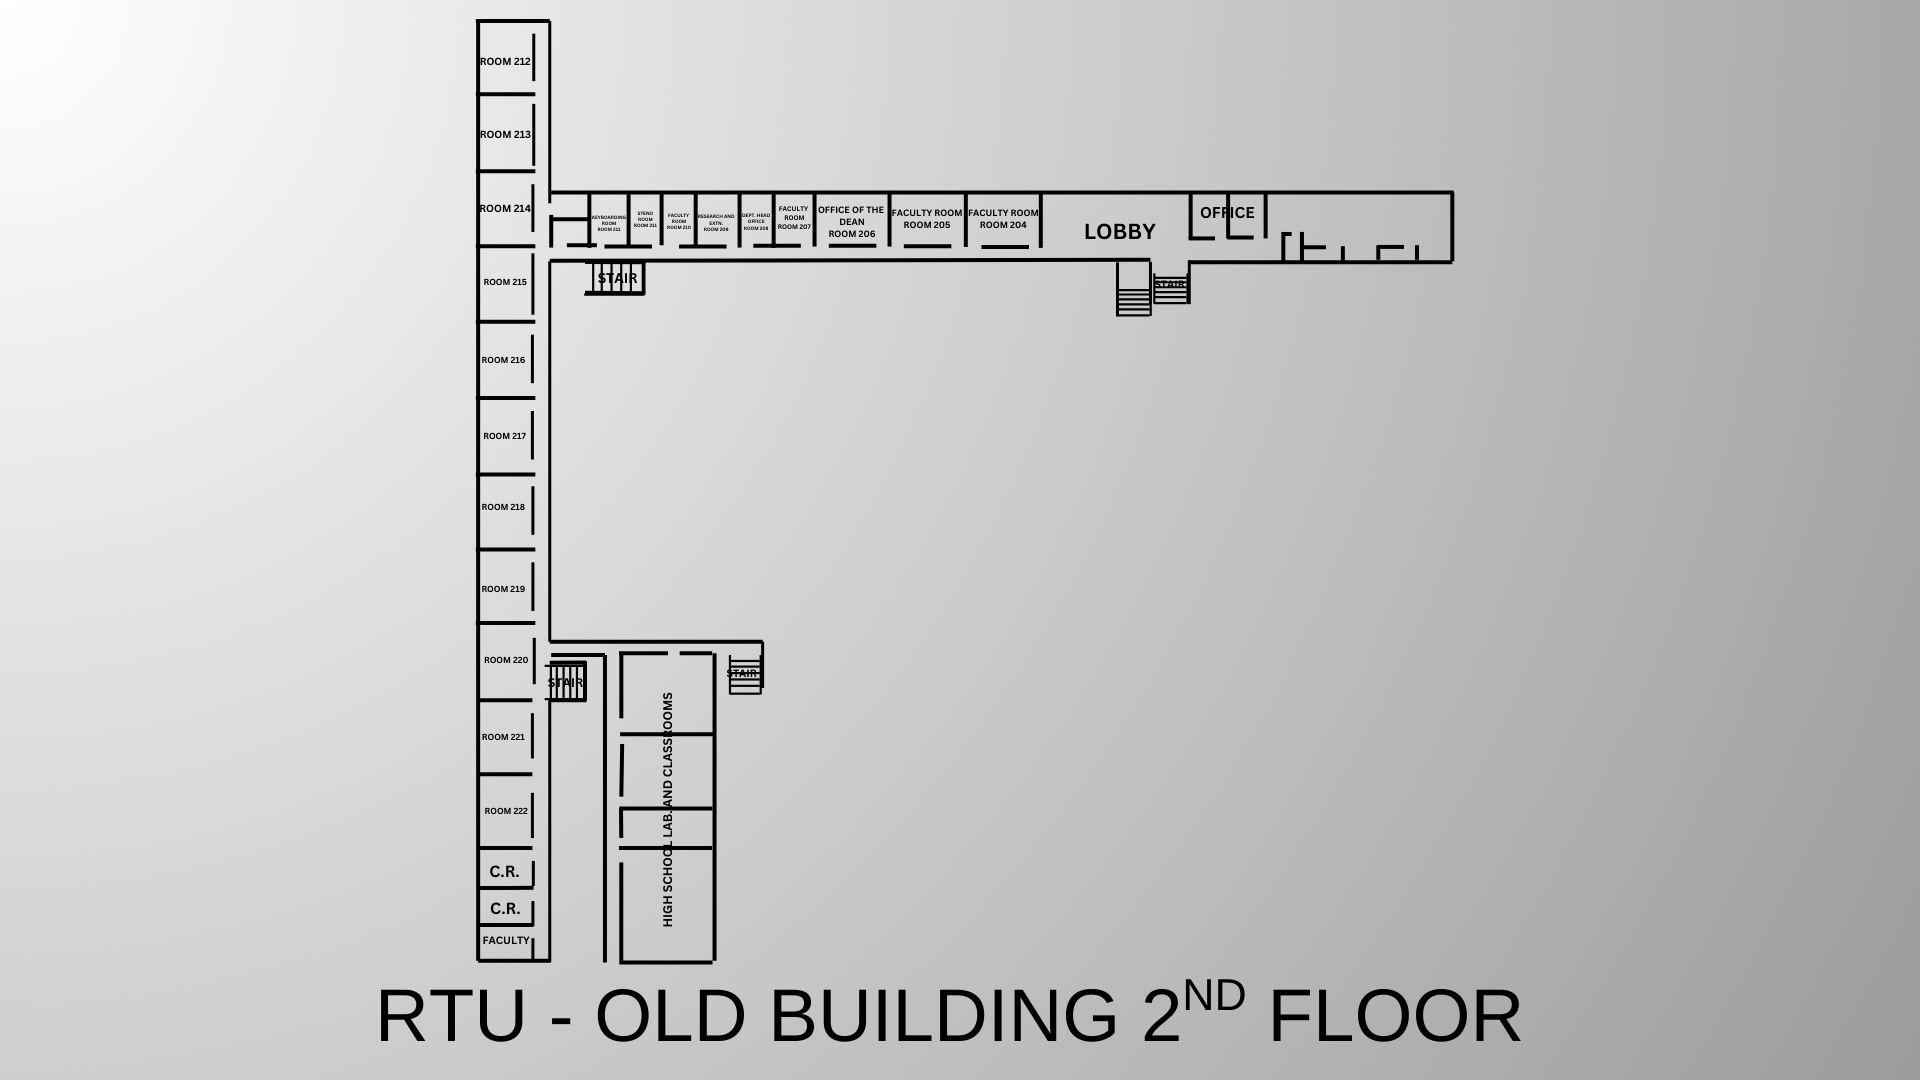 ROOM 212
ROOM 213
ROOM 214
ROOM 215
ROOM 216
ROOM 217
ROOM 218
ROOM 219
ROOM 220
ROOM 221
ROOM 222
C.R.
C.R.
FACULTY
KEYBOARDING
ROOM
ROOM 211
STENO
ROOM
ROOM 211
FACULTY
ROOM
ROOM 210
RESEARCH AND
EXTN.
ROOM 209
DEPT. HEAD
OFFICE
ROOM 208
FACULTY
ROOM
ROOM 207
OFFICE OF THE
DEAN
ROOM 206
FACULTY ROOM
ROOM 205
FACULTY ROOM
ROOM 204
LOBBY
OFFICE
STAIR
STAIR
STAIR
STAIR
HIGH SCHOOL LAB. AND CLASSROOMS
RTU - OLD BUILDING 2ND FLOOR